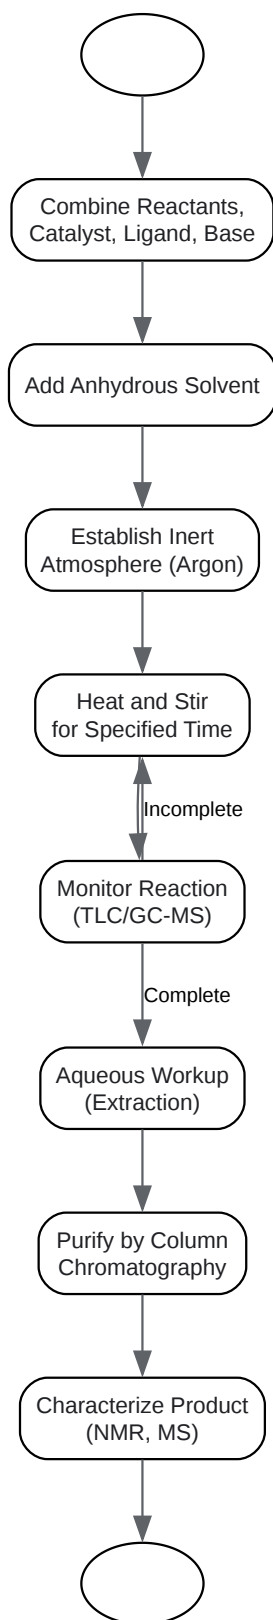 Combine Reactants,
Catalyst, Ligand, Base
Add Anhydrous Solvent
Establish Inert
Atmosphere (Argon)
Heat and Stir
for Specified Time
Incomplete
Monitor Reaction
(TLC/GC-MS)
Complete
Aqueous Workup
(Extraction)
Purify by Column
Chromatography
Characterize Product
(NMR, MS)